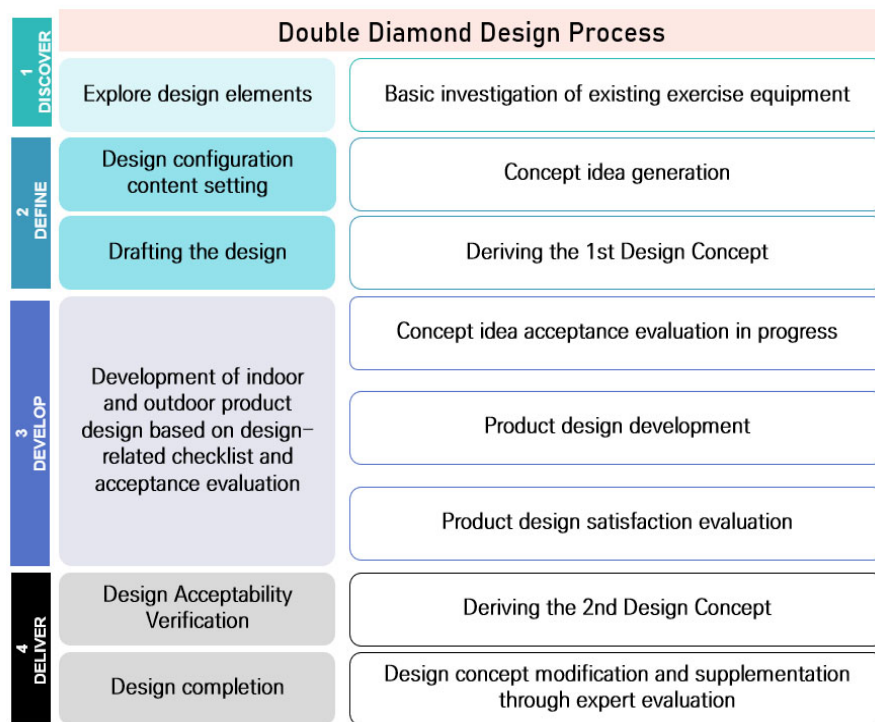 Double Diamond Design Process
1
DISCOVER
Explore design elements
Basic investigation of existing exercise equipment
2
DEFINE
Design configuration
content setting
Concept idea generation
Drafting the design
Deriving the 1st Design Concept
3
DEVELOP
Development of indoor
and outdoor product
design based on design-
related checklist and
acceptance evaluation
Concept idea acceptance evaluation in progress
Product design development
Product design satisfaction evaluation
4
DELIVER
Design Acceptability
Verification
Deriving the 2nd Design Concept
Design completion
Design concept modification and supplementation
through expert evaluation